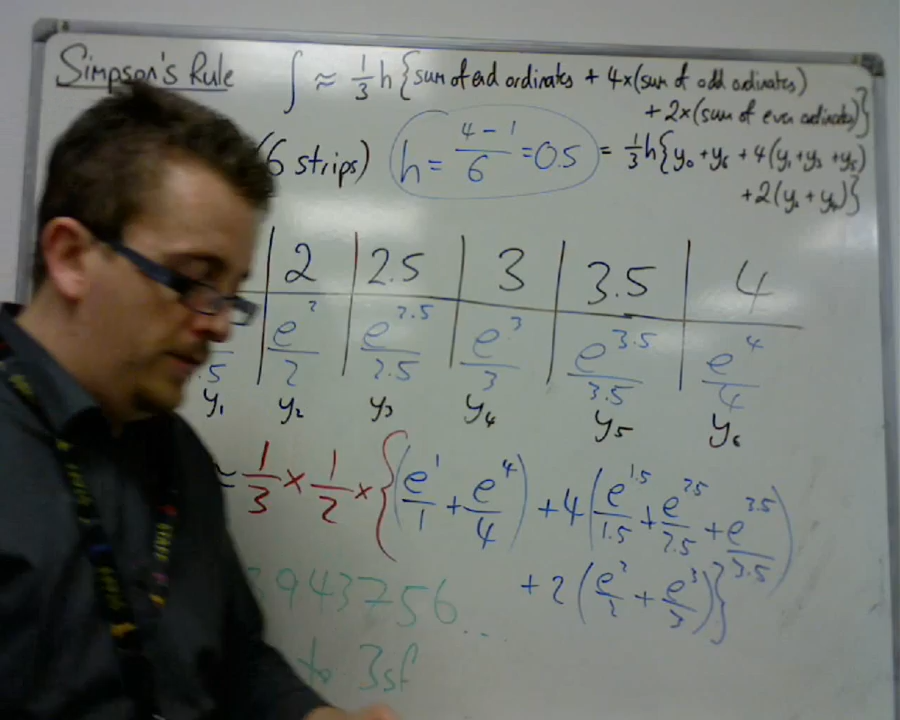 Simpson's Rule ∫ ≈ 1/3 h { sum of end ordinates + 4x(sum of odd ordinates)
+ 2x(sum of even ordinates)}
(6 strips) h = (4 - 1)/6 = 0.5 = 1/3 h { y₀ + y₆ + 4(y₁ + y₃ + y₅)
+ 2(y₂ + y₄)}
2 | 2.5 | 3 | 3.5 | 4
.5 | e²/2 | e^2.5/2.5 | e³/3 | e^3.5/3.5 | e⁴/4
y₁ y₂ y₃ y₄ y₅ y₆
≈ 1/3 × 1/2 × { (e¹/1 + e⁴/4) + 4(e^1.5/1.5 + e^2.5/2.5 + e^3.5/3.5)
+ 2(e²/2 + e³/3)}
3943756...
to 3sf